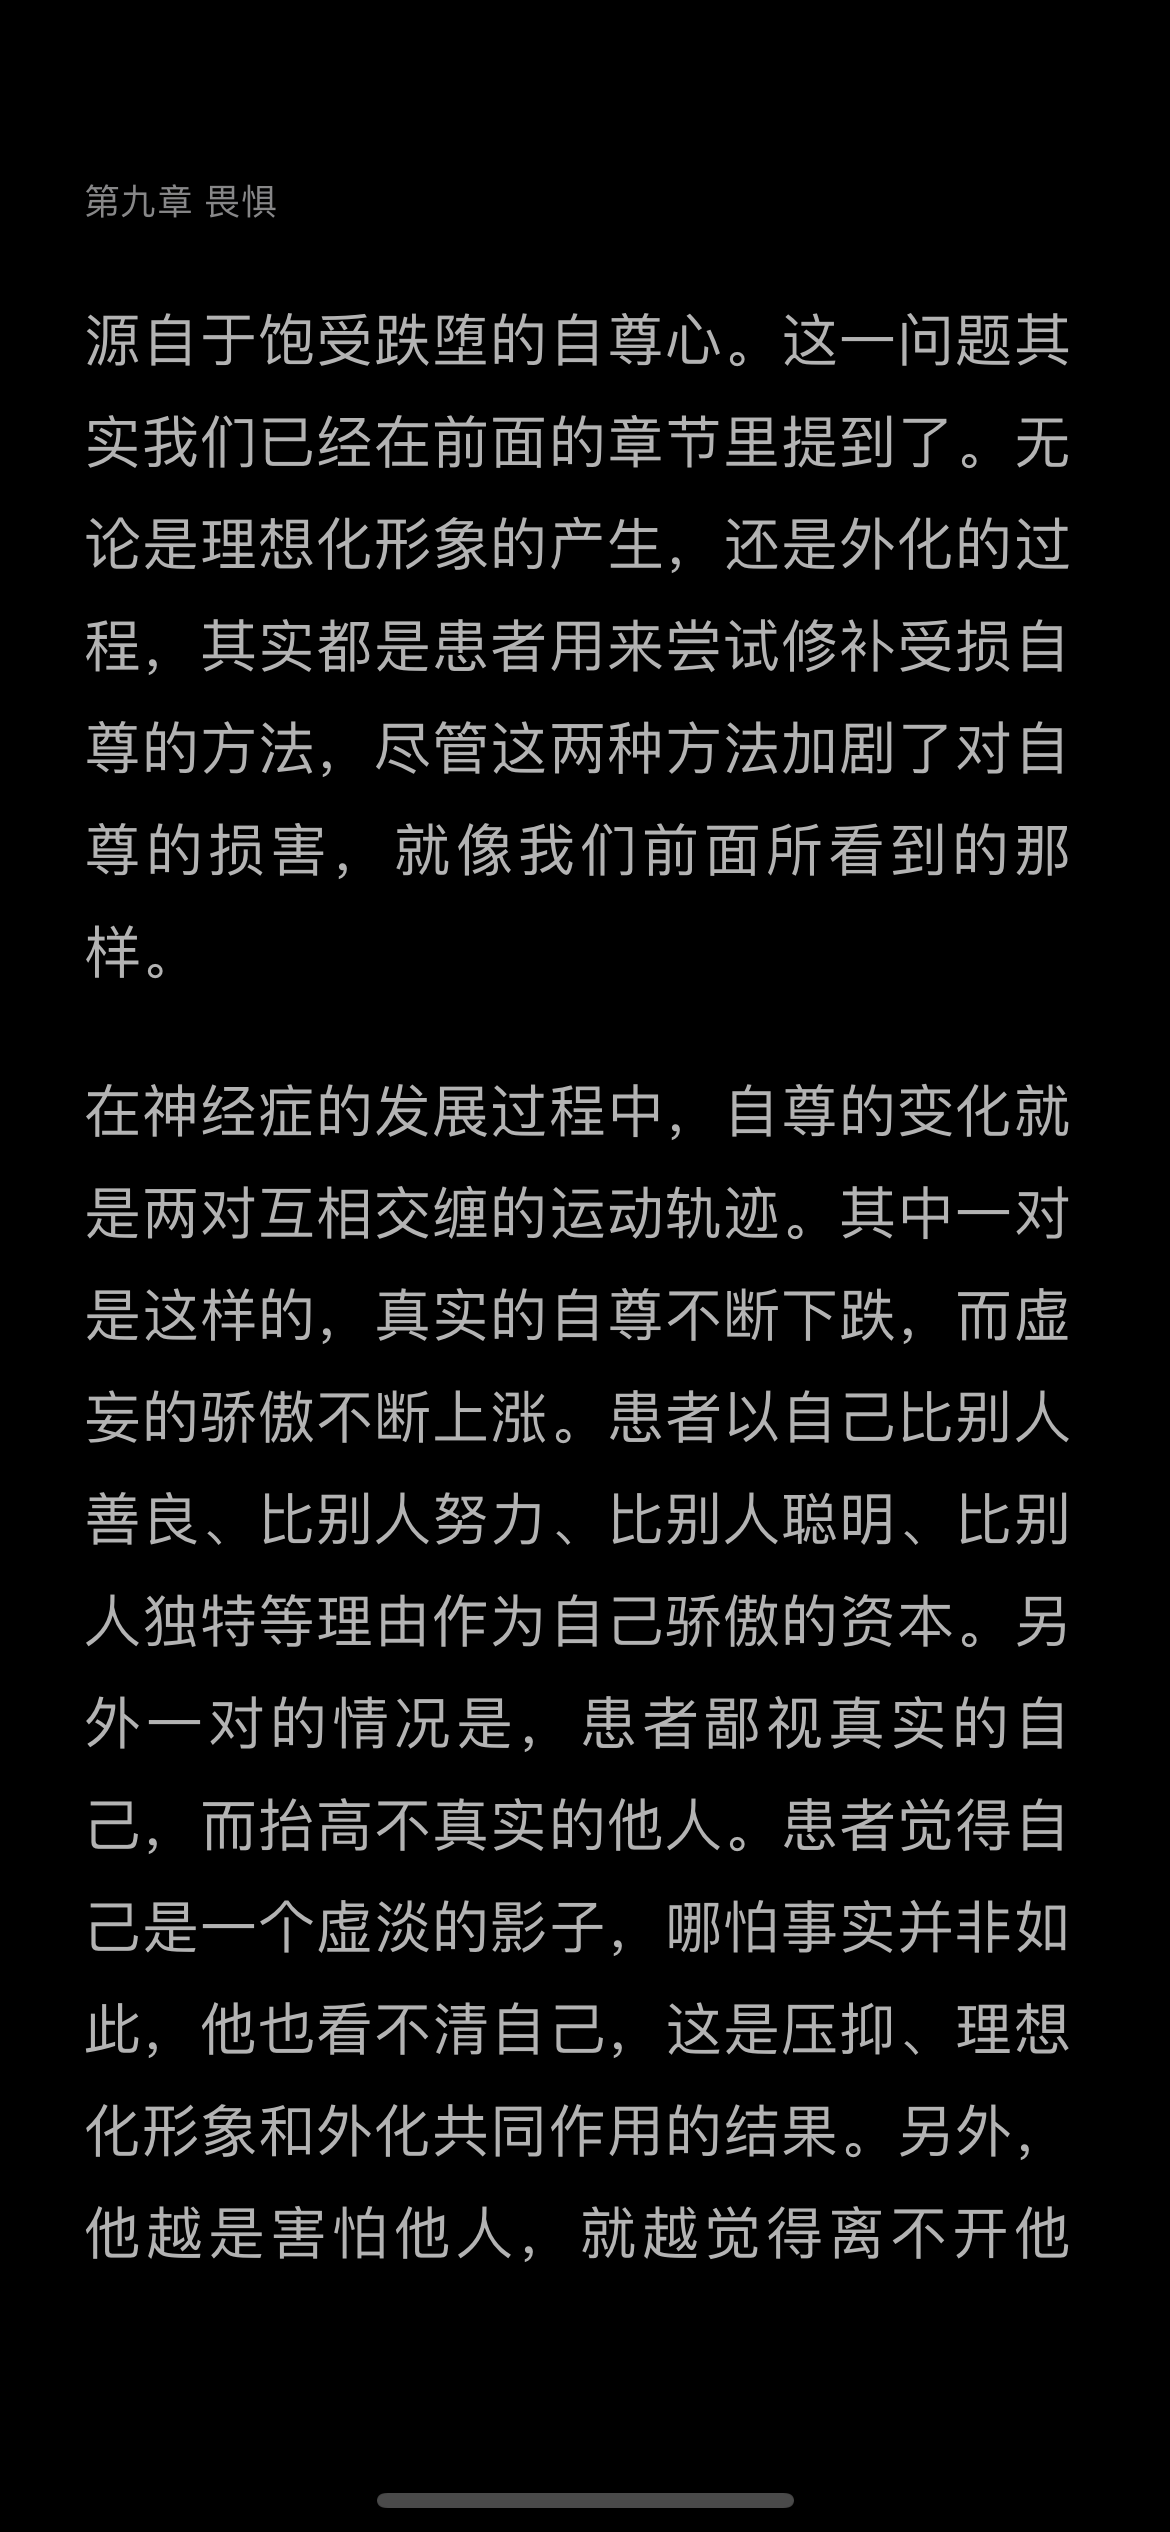 第九章 畏惧
源自于饱受跌堕的自尊心。这一问题其
实我们已经在前面的章节里提到了。无
论是理想化形象的产生，还是外化的过
程，其实都是患者用来尝试修补受损自
尊的方法，尽管这两种方法加剧了对自
尊的损害，就像我们前面所看到的那
样。
在神经症的发展过程中，自尊的变化就
是两对互相交缠的运动轨迹。其中一对
是这样的，真实的自尊不断下跌，而虚
妄的骄傲不断上涨。患者以自己比别人
善良、比别人努力、比别人聪明、比别
人独特等理由作为自己骄傲的资本。另
外一对的情况是，患者鄙视真实的自
己，而抬高不真实的他人。患者觉得自
己是一个虚淡的影子，哪怕事实并非如
此，他也看不清自己，这是压抑、理想
化形象和外化共同作用的结果。另外，
他越是害怕他人，就越觉得离不开他